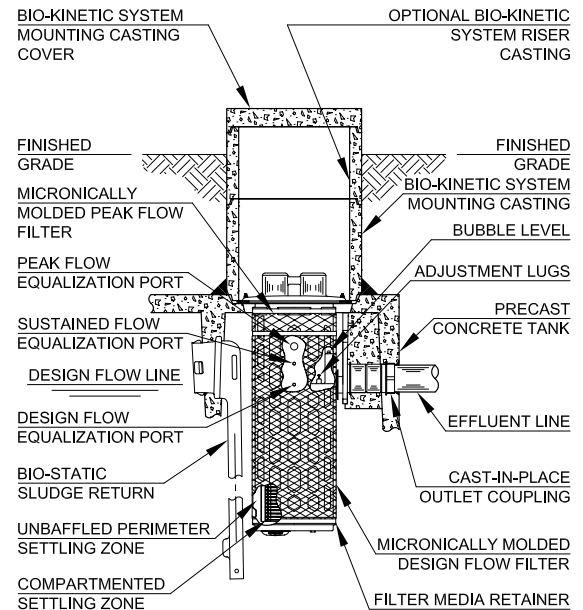 BIO-KINETIC SYSTEM
MOUNTING CASTING
COVER
FINISHED
GRADE
MICRONICALLY
MOLDED PEAK FLOW
FILTER
PEAK FLOW
EQUALIZATION PORT
SUSTAINED FLOW
EQUALIZATION PORT
DESIGN FLOW LINE
DESIGN FLOW
EQUALIZATION PORT
BIO-STATIC
SLUDGE RETURN
UNBAFFLED PERIMETER
SETTLING ZONE
COMPARTMENTED
SETTLING ZONE
OPTIONAL BIO-KINETIC
SYSTEM RISER
CASTING
FINISHED
GRADE
BIO-KINETIC SYSTEM
MOUNTING CASTING
BUBBLE LEVEL
ADJUSTMENT LUGS
PRECAST
CONCRETE TANK
EFFLUENT LINE
CAST-IN-PLACE
OUTLET COUPLING
MICRONICALLY MOLDED
DESIGN FLOW FILTER
FILTER MEDIA RETAINER